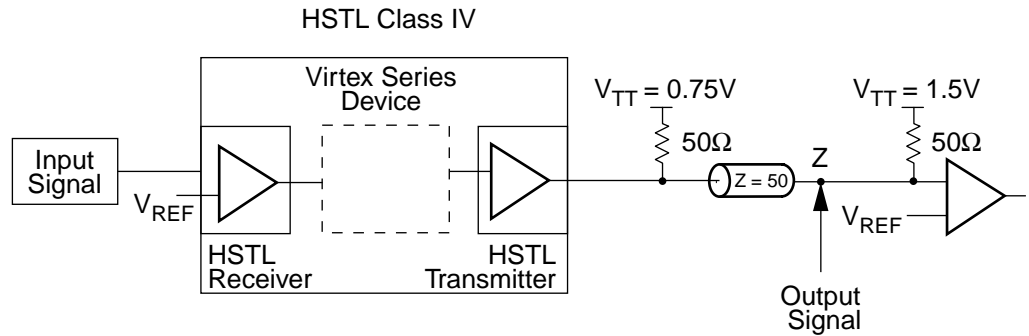 HSTL Class IV
Virtex Series
Device
V_TT = 0.75V
V_TT = 1.5V
50Ω
50Ω
Input
Signal
Z
Z = 50
V_REF
V_REF
HSTL
Receiver
HSTL
Transmitter
Output
Signal